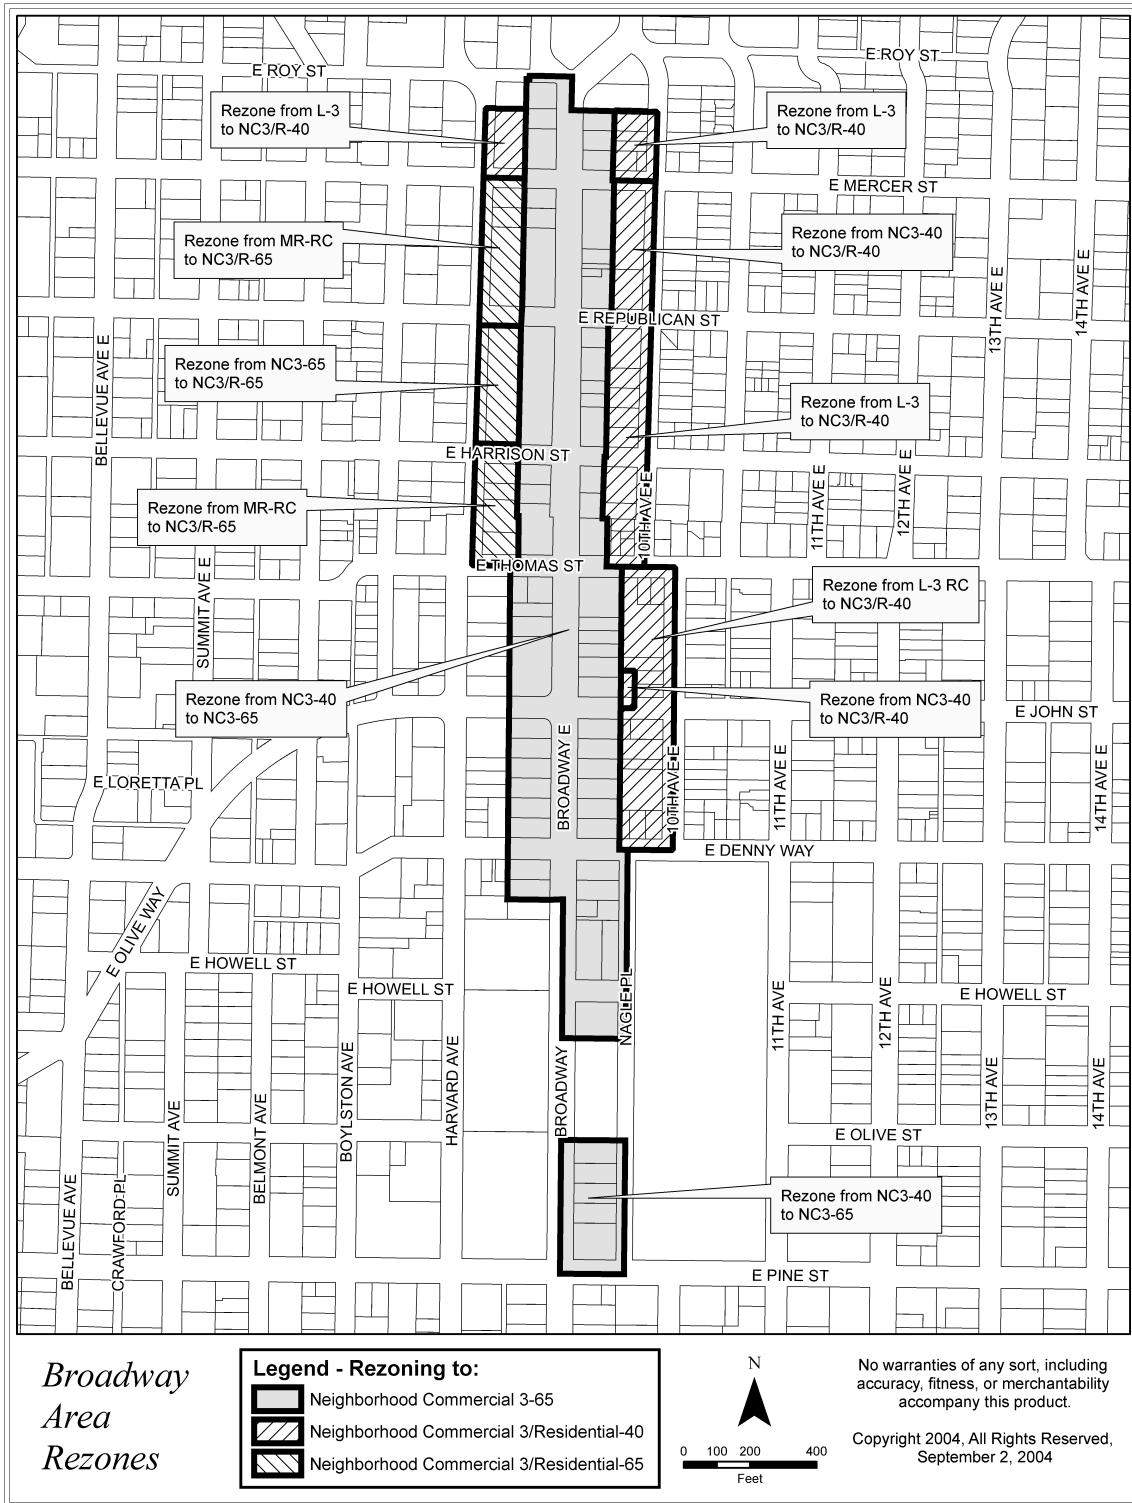 E ROY ST
E ROY ST
Rezone from L-3
to NC3/R-40
Rezone from L-3
to NC3/R-40
E MERCER ST
Rezone from MR-RC
to NC3/R-65
Rezone from NC3-40
to NC3/R-40
13TH AVE E
14TH AVE E
E REPUBLICAN ST
BELLEVUE AVE E
Rezone from NC3-65
to NC3/R-65
Rezone from L-3
to NC3/R-40
E HARRISON ST
Rezone from MR-RC
to NC3/R-65
10TH AVE E
11TH AVE E
12TH AVE E
E THOMAS ST
SUMMIT AVE E
Rezone from L-3 RC
to NC3/R-40
Rezone from NC3-40
to NC3-65
Rezone from NC3-40
to NC3/R-40
E JOHN ST
BROADWAY E
10TH AVE E
11TH AVE E
14TH AVE E
E LORETTA PL
E DENNY WAY
E OLIVE WAY
E HOWELL ST
E HOWELL ST
E HOWELL ST
NAGLE PL
11TH AVE
12TH AVE
BELLEVUE AVE
CRAWFORD PL
SUMMIT AVE
BELMONT AVE
BOYLSTON AVE
HARVARD AVE
BROADWAY
13TH AVE
14TH AVE
E OLIVE ST
Rezone from NC3-40
to NC3-65
E PINE ST
Broadway
Area
Rezones
Legend - Rezoning to:
Neighborhood Commercial 3-65
Neighborhood Commercial 3/Residential-40
Neighborhood Commercial 3/Residential-65
N
0 100 200 400
Feet
No warranties of any sort, including
accuracy, fitness, or merchantability
accompany this product.
Copyright 2004, All Rights Reserved,
September 2, 2004